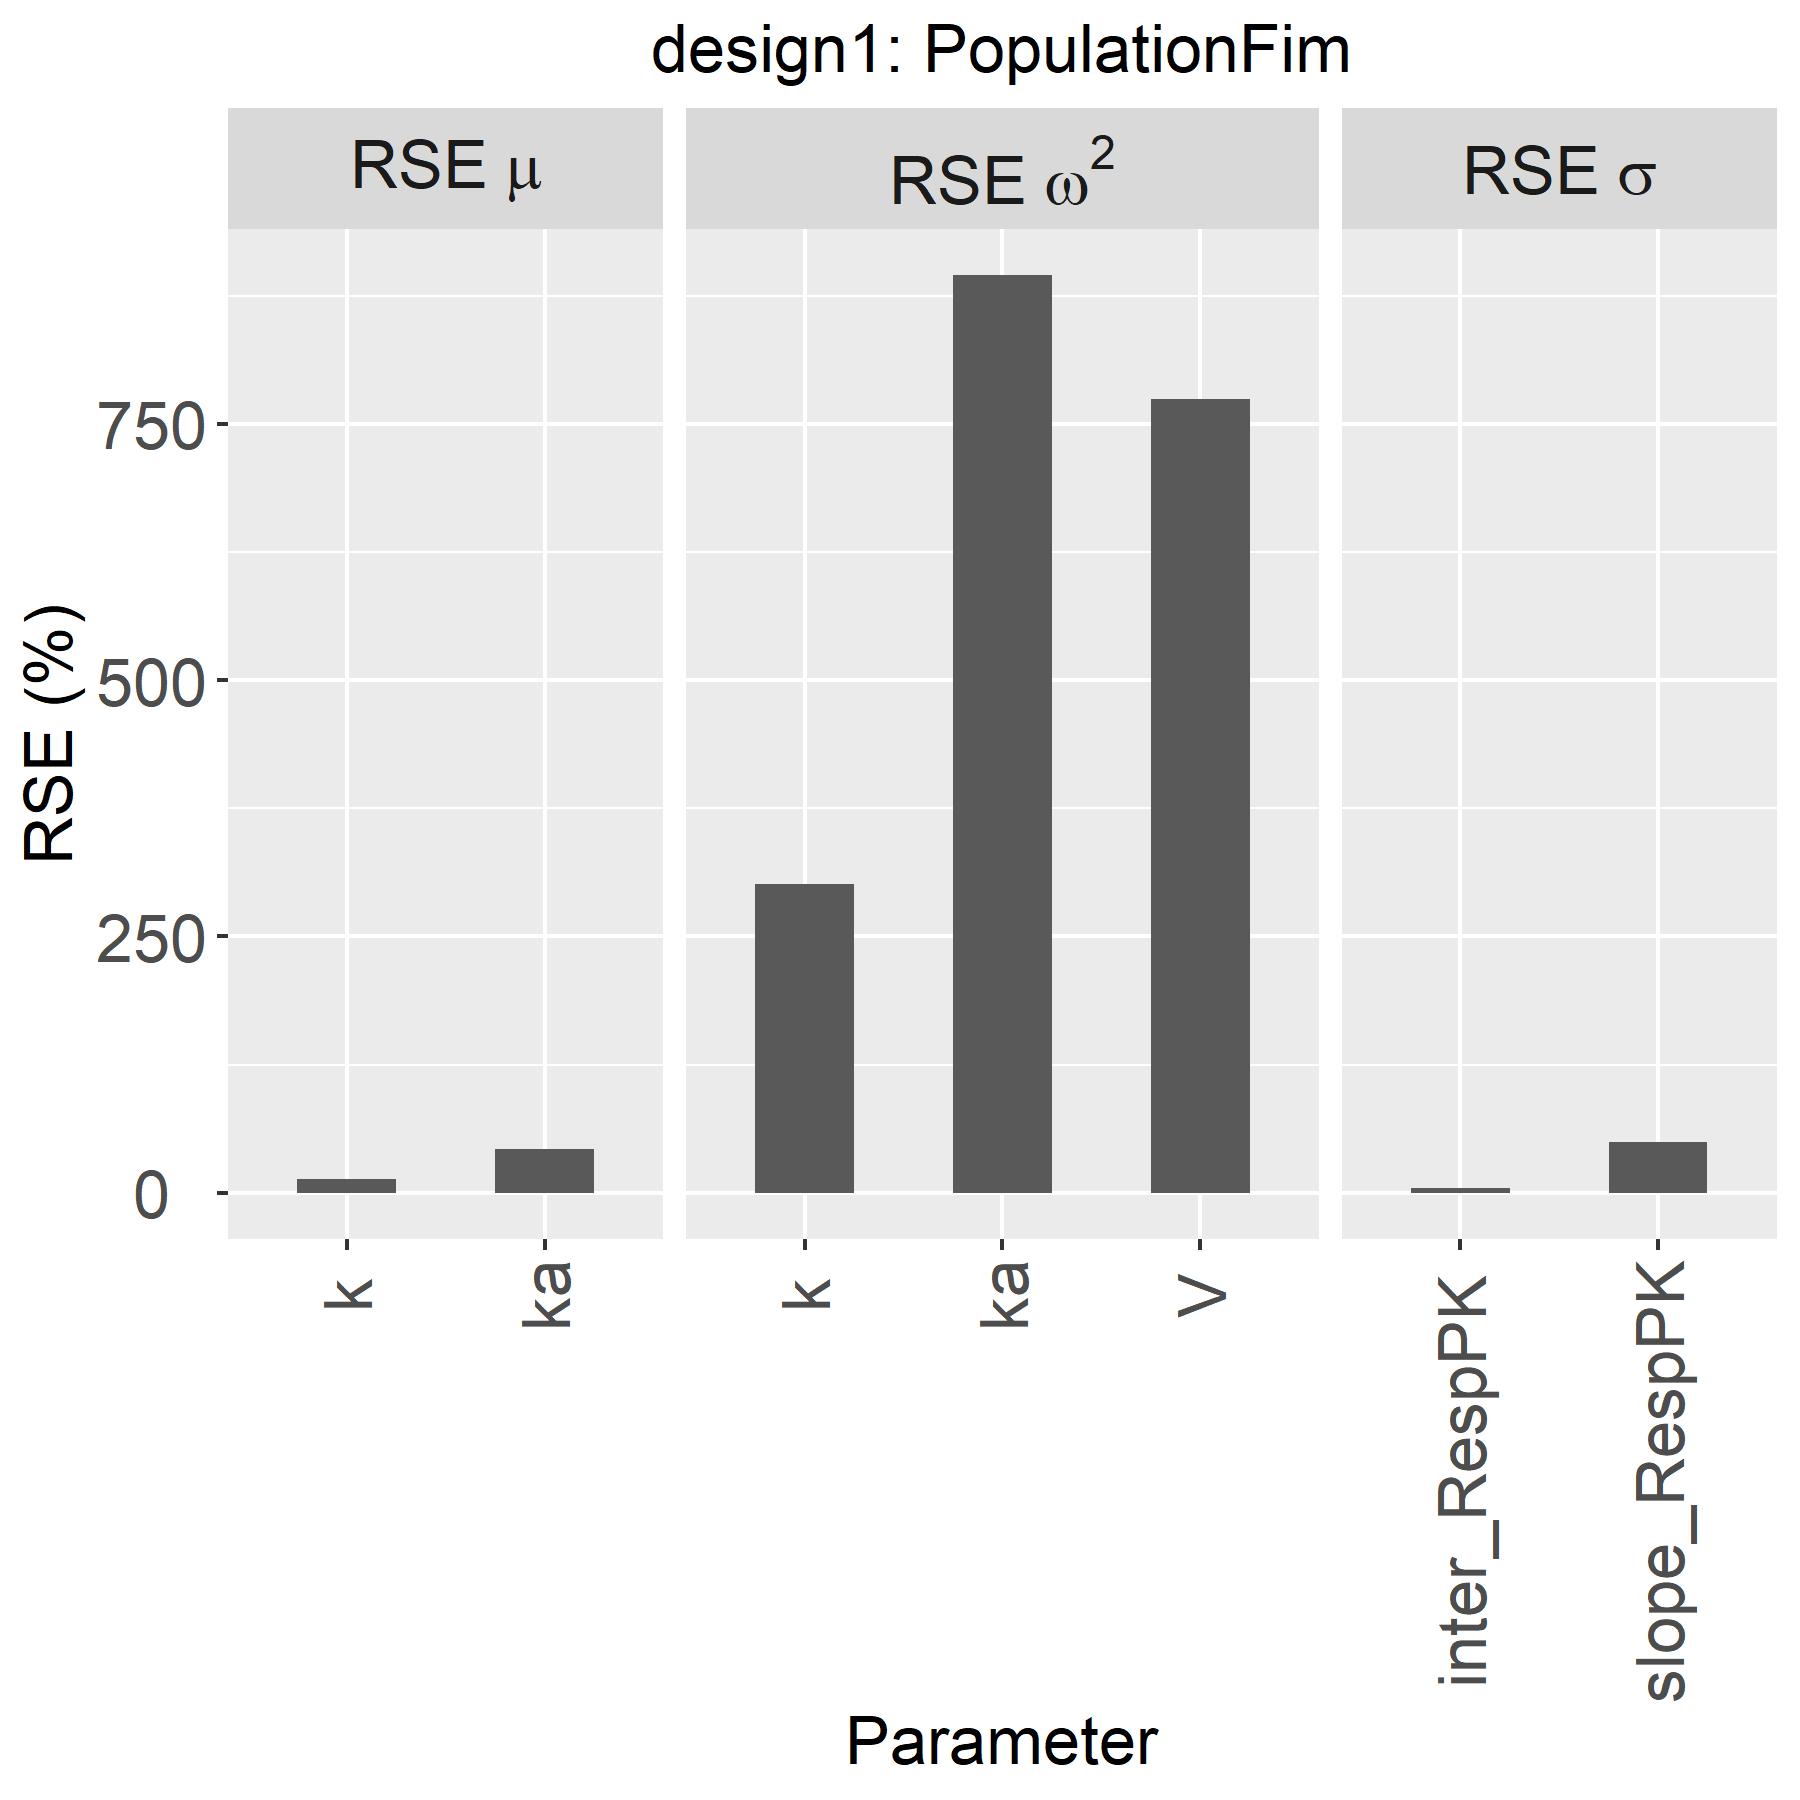 design1: PopulationFim
RSE μ
RSE ω²
RSE σ
RSE (%)
750
500
250
0
k
ka
k
ka
V
inter_RespPK
slope_RespPK
Parameter